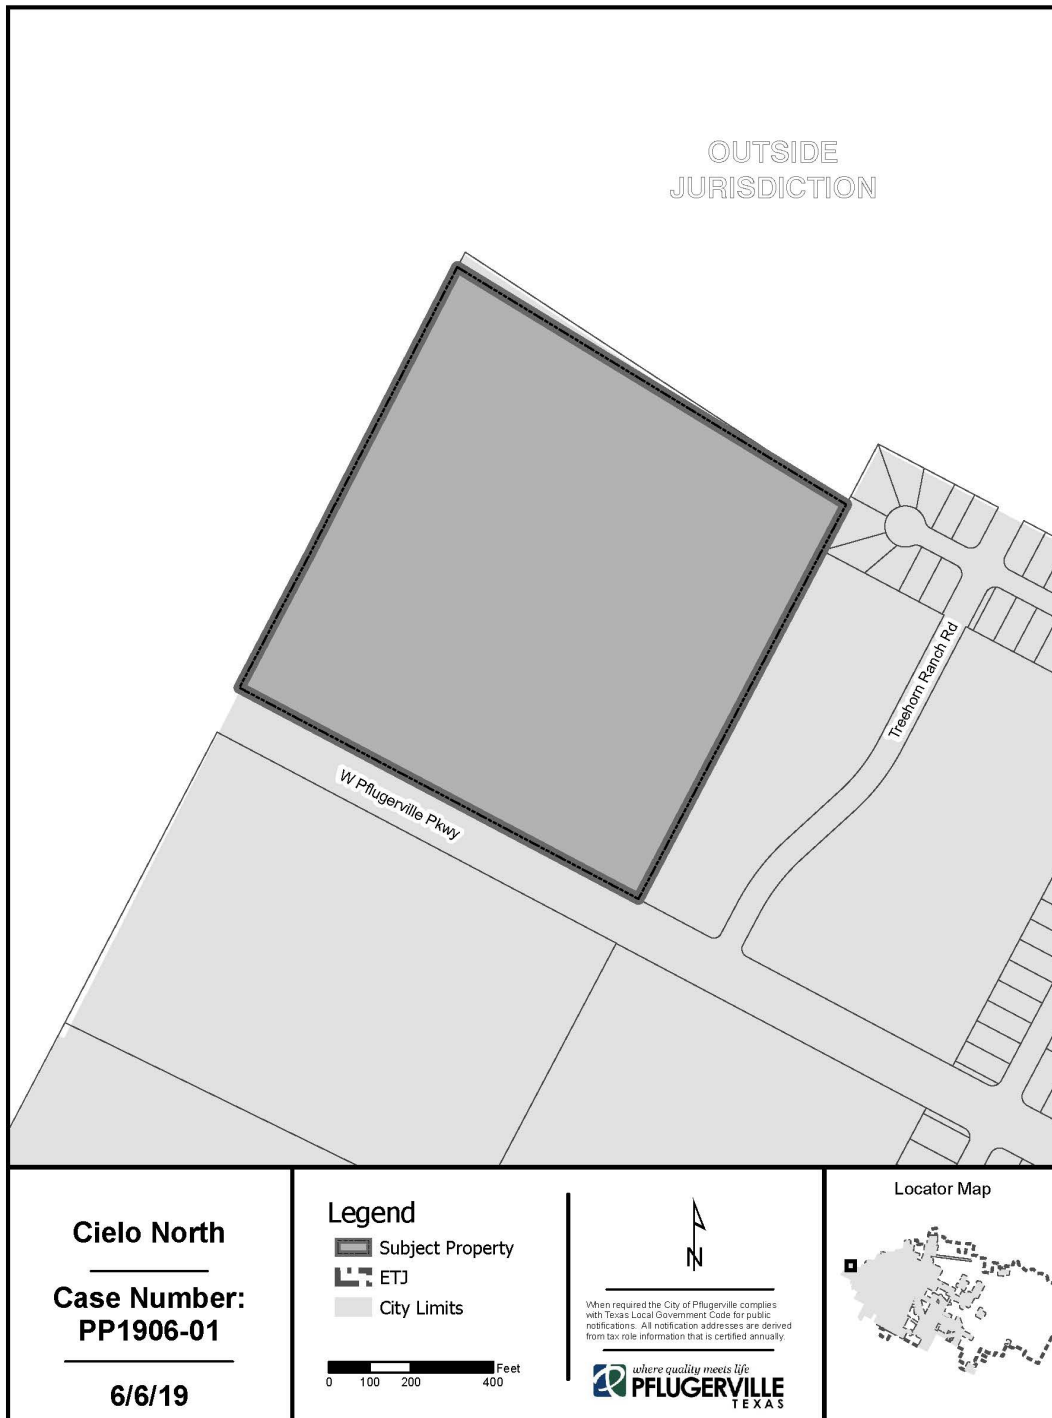 OUTSIDE
JURISDICTION
Treehorn Ranch Rd
W Pflugerville Pkwy
Cielo North
Case Number:
PP1906-01
6/6/19
Legend
Subject Property
ETJ
City Limits
Feet
0 100 200 400
N
When required the City of Pflugerville complies
with Texas Local Government Code for public
notifications. All notification addresses are derived
from tax role information that is certified annually.
where quality meets life
PFLUGERVILLE
TEXAS
Locator Map